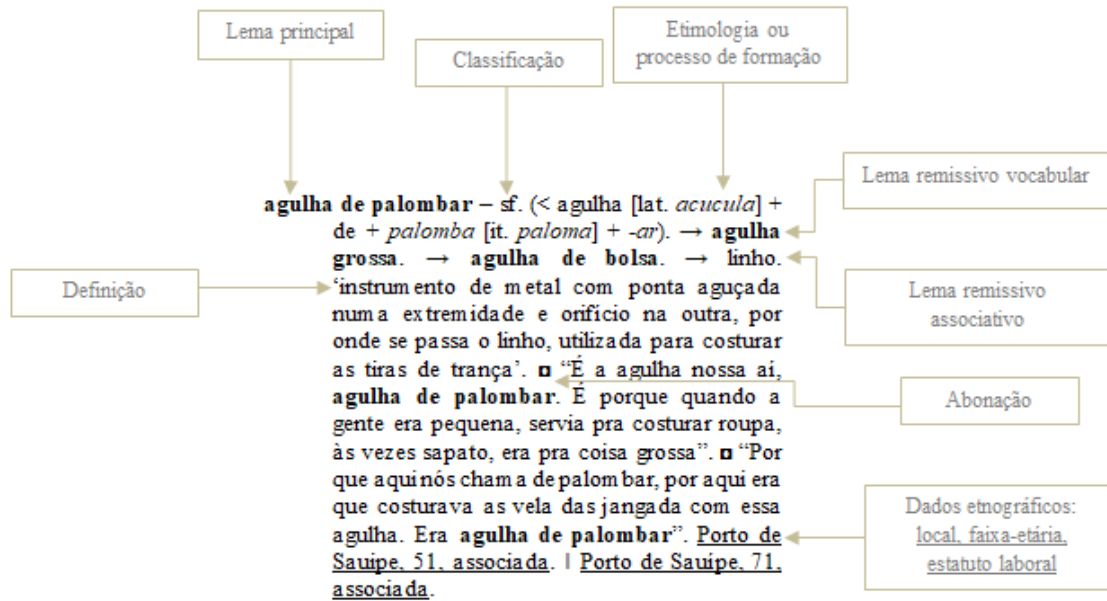 Lema principal
Classificação
Etimologia ou
processo de formação
Lema remissivo vocabular
Lema remissivo
associativo
Definição
Abonação
Dados etnográficos:
local, faixa-etária,
estatuto laboral
agulha de palombar – sf. (< agulha [lat. acucula] +
de + palomba [it. paloma] + -ar). → agulha
grossa. → agulha de bolsa. → linho.
‘instrumento de metal com ponta aguçada
numa extremidade e orifício na outra, por
onde se passa o linho, utilizada para costurar
as tiras de trança’. ◘ “É a agulha nossa aí,
agulha de palombar. É porque quando a
gente era pequena, servia pra costurar roupa,
às vezes sapato, era pra coisa grossa”. ◘ “Por
que aqui nós chama de palombar, por aqui era
que costurava as vela das jangada com essa
agulha. Era agulha de palombar”. Porto de
Sauípe, 51, associada. | Porto de Sauípe, 71,
associada.